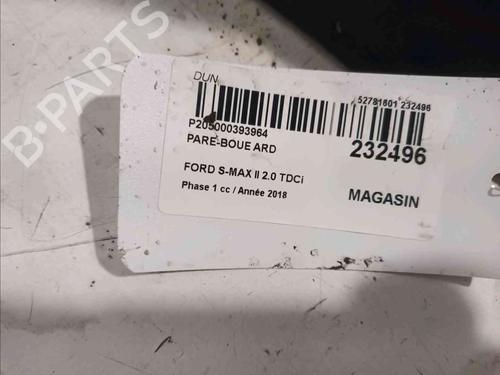 B-PARTS
DUN
52781601 232496
P205000393964
232496
PARE-BOUE ARD
FORD S-MAX II 2.0 TDCi
Phase 1 cc / Année 2018
MAGASIN